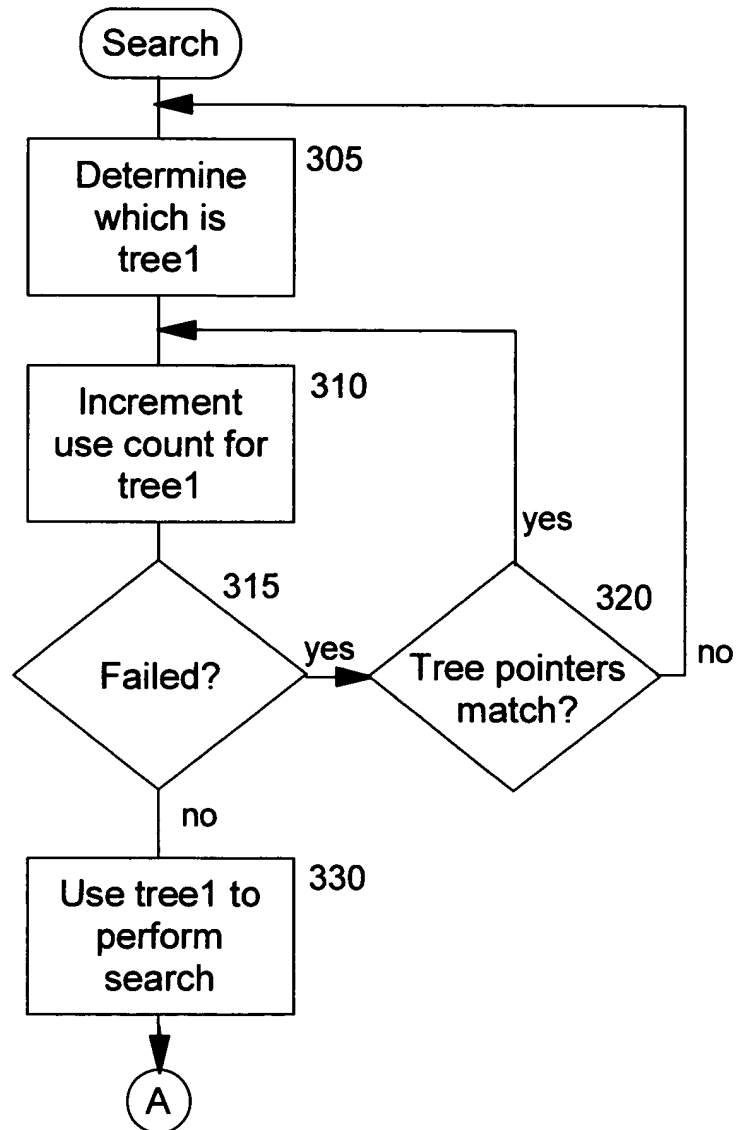 Search
305
Determine
which is
tree1
310
Increment
use count for
tree1
yes
315
320
Failed?
yes
Tree pointers
match?
no
no
330
Use tree1 to
perform
search
A